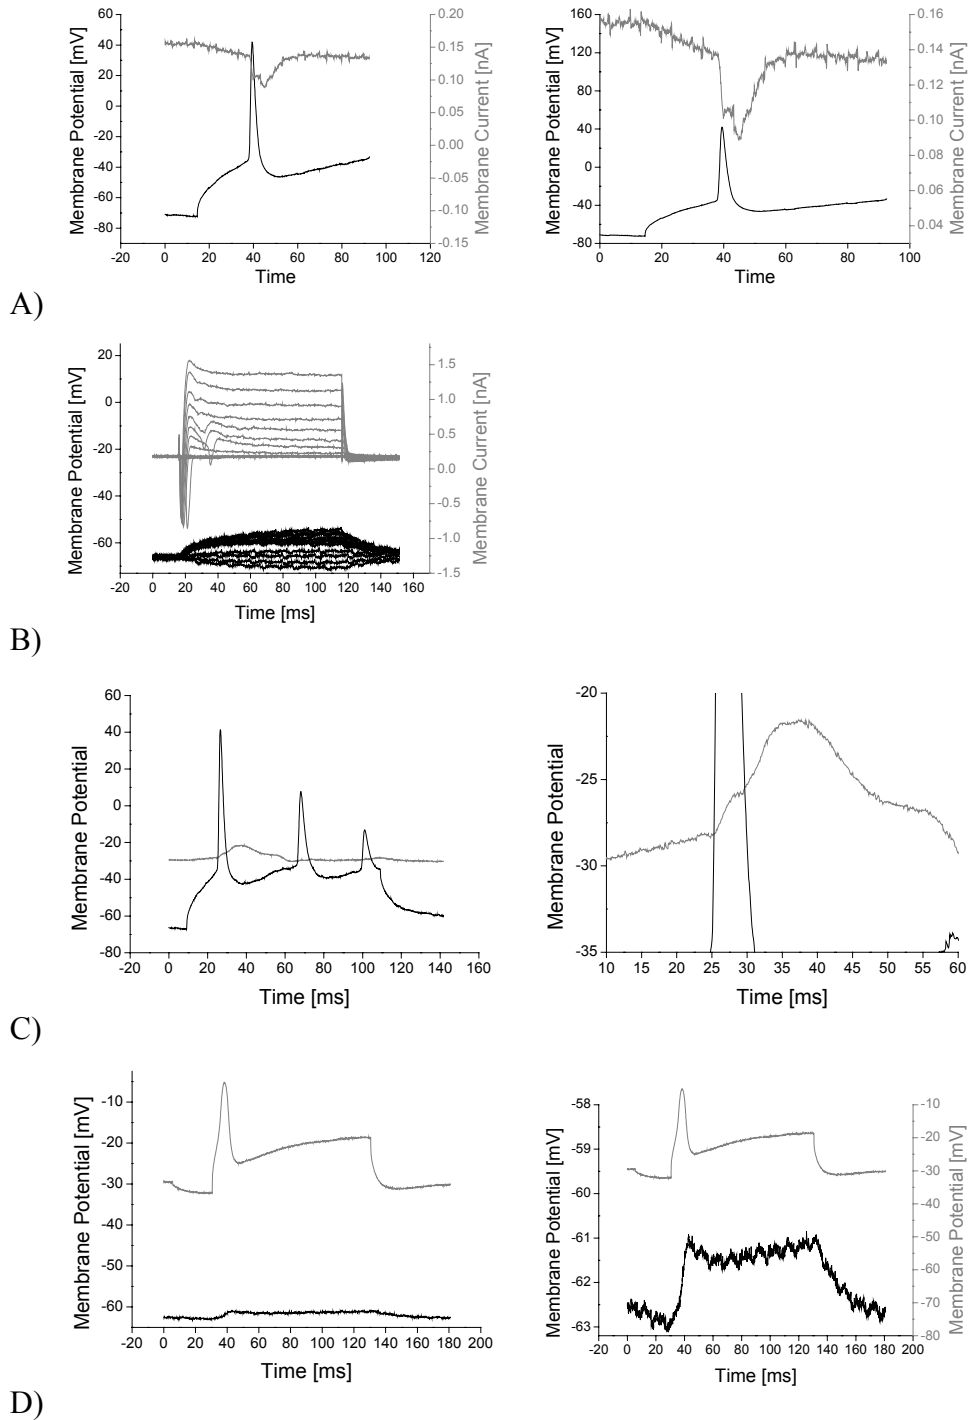 60
40
20
0
-20
-40
-60
-80
Membrane Potential [mV]
0.20
0.15
0.10
0.05
0.00
-0.05
-0.10
-0.15
Membrane Current [nA]
-20 0 20 40 60 80 100 120
Time
160
120
80
40
0
-40
-80
Membrane Potential [mV]
0.16
0.14
0.12
0.10
0.08
0.06
0.04
Membrane Current [nA]
0 20 40 60 80 100
Time
A)
20
0
-20
-40
-60
Membrane Potential [mV]
1.5
1.0
0.5
0.0
-0.5
-1.0
-1.5
Membrane Current [nA]
-20 0 20 40 60 80 100 120 140 160
Time [ms]
B)
60
40
20
0
-20
-40
-60
-80
Membrane Potential
-20 0 20 40 60 80 100 120 140 160
Time [ms]
-20
-25
-30
-35
Membrane Potential
10 15 20 25 30 35 40 45 50 55 60
Time [ms]
C)
-10
-20
-30
-40
-50
-60
Membrane Potential [mV]
-20 0 20 40 60 80 100 120 140 160 180 200
Time [ms]
-58
-59
-60
-61
-62
-63
Membrane Potential [mV]
-10
-20
-30
-40
-50
-60
-70
-80
Membrane Potential [mV]
-20 0 20 40 60 80 100 120 140 160 180 200
Time [ms]
D)